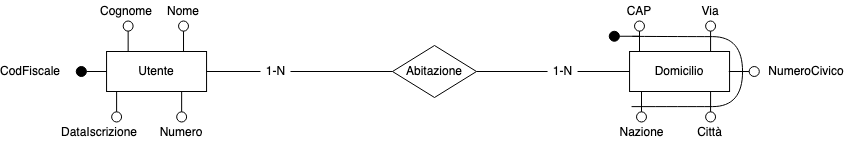 Cognome Nome CAP Via
CodFiscale Utente 1-N Abitazione 1-N Domicilio NumeroCivico
DataIscrizione Numero Nazione Città